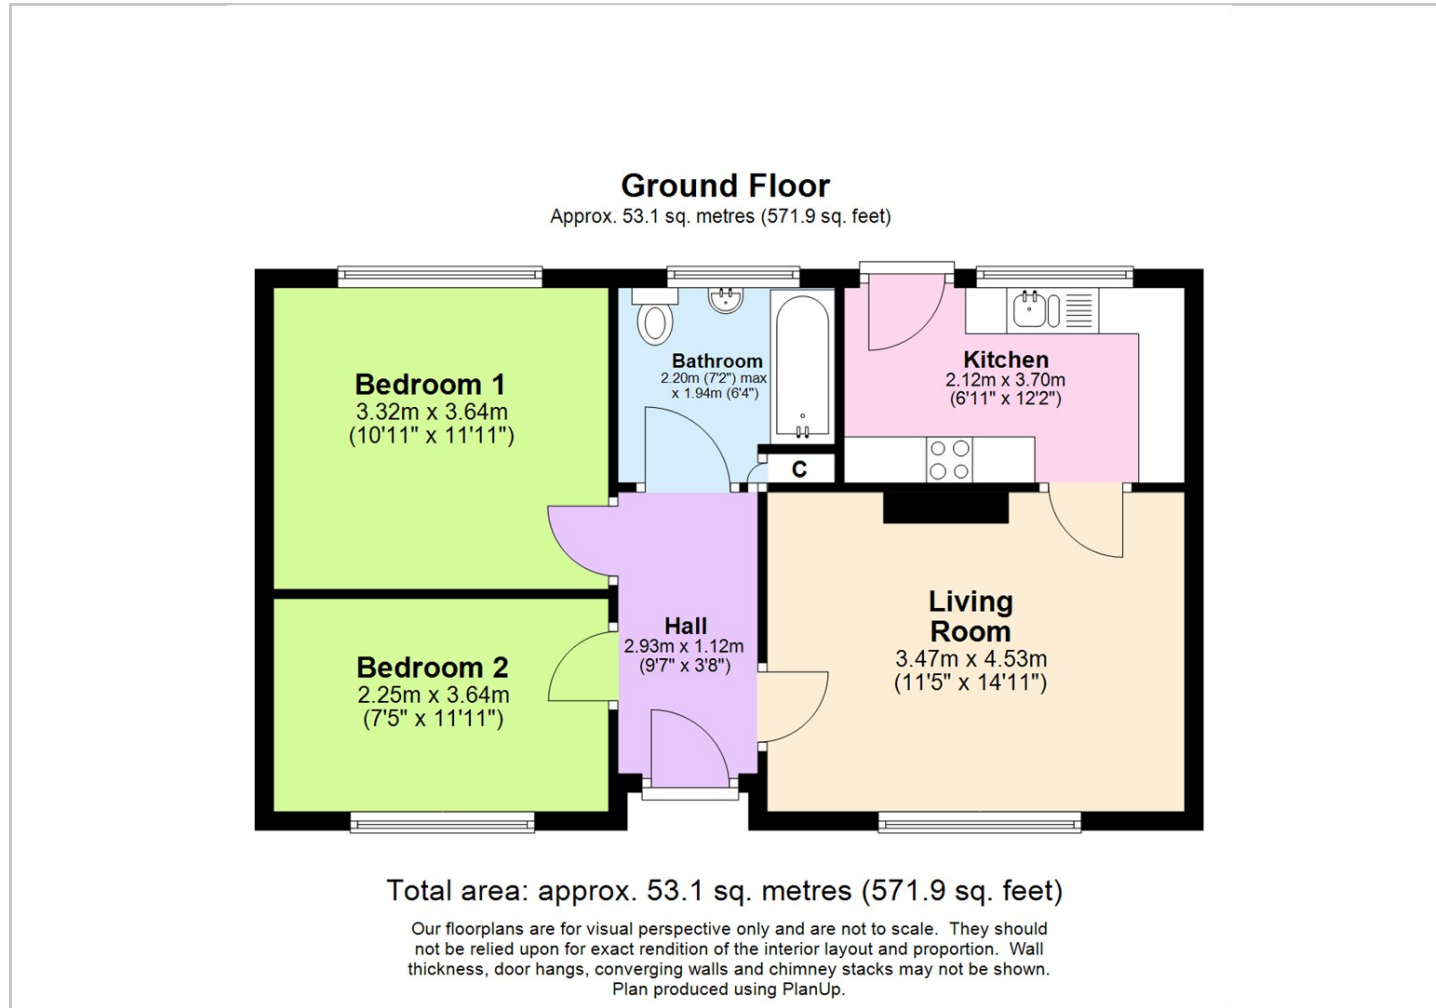 Ground Floor
Approx. 53.1 sq. metres (571.9 sq. feet)
Bedroom 1
3.32m x 3.64m
(10'11" x 11'11")
Bathroom
2.20m (7'2") max
x 1.94m (6'4")
Kitchen
2.12m x 3.70m
(6'11" x 12'2")
C
Bedroom 2
2.25m x 3.64m
(7'5" x 11'11")
Hall
2.93m x 1.12m
(9'7" x 3'8")
Living
Room
3.47m x 4.53m
(11'5" x 14'11")
Total area: approx. 53.1 sq. metres (571.9 sq. feet)
Our floorplans are for visual perspective only and are not to scale. They should
not be relied upon for exact rendition of the interior layout and proportion. Wall
thickness, door hangs, converging walls and chimney stacks may not be shown.
Plan produced using PlanUp.